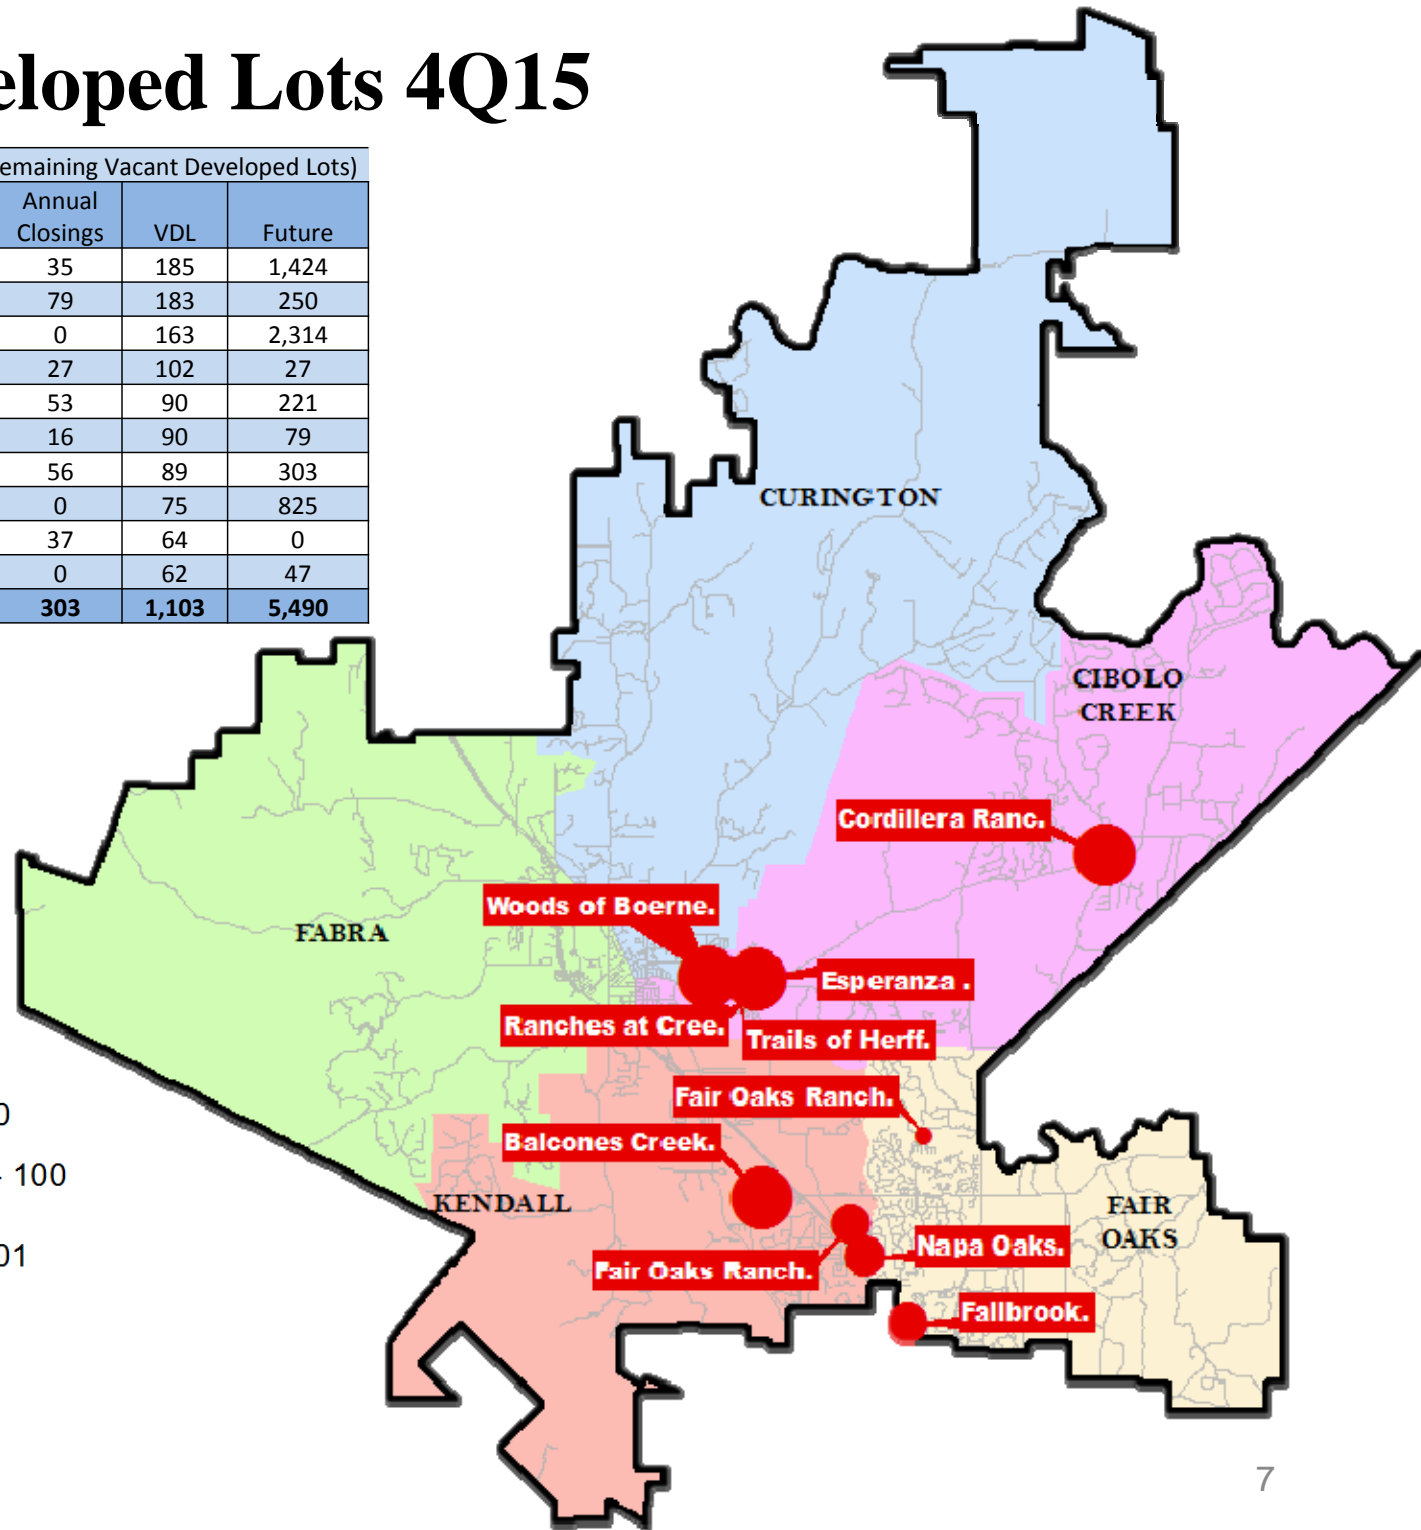 eloped Lots 4Q15
emaining Vacant Developed Lots)
Annual Closings VDL Future
35 185 1,424
79 183 250
0 163 2,314
27 102 27
53 90 221
16 90 79
56 89 303
0 75 825
37 64 0
0 62 47
303 1,103 5,490
CURINGTON
CIBOLO
CREEK
Cordillera Ranc.
Woods of Boerne.
FABRA
Esperanza .
Ranches at Cree.
Trails of Herff.
Fair Oaks Ranch.
0
Balcones Creek.
- 100
KENDALL
FAIR
OAKS
Napa Oaks.
01
Fair Oaks Ranch.
Fallbrook.
7